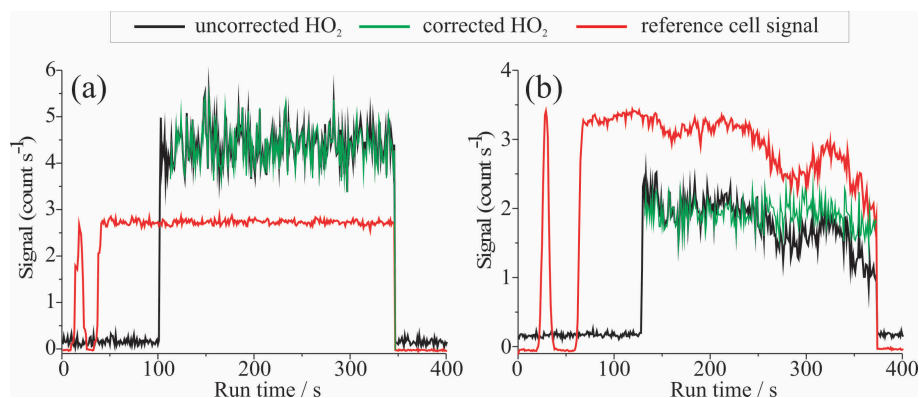 uncorrected HO₂ corrected HO₂ reference cell signal
(a)
Signal (count s⁻¹)
6
5
4
3
2
1
0
0 100 200 300 400
Run time / s
(b)
Signal (count s⁻¹)
4
3
2
1
0
0 100 200 300 400
Run time / s